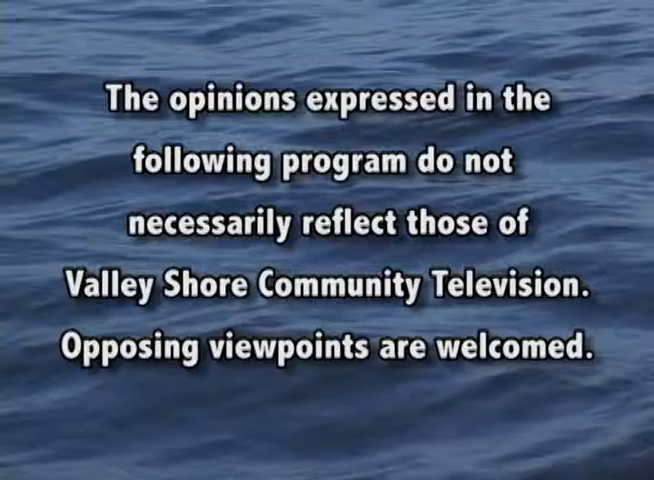 The opinions expressed in the
following program do not
necessarily reflect those of
Valley Shore Community Television.
Opposing viewpoints are welcomed.